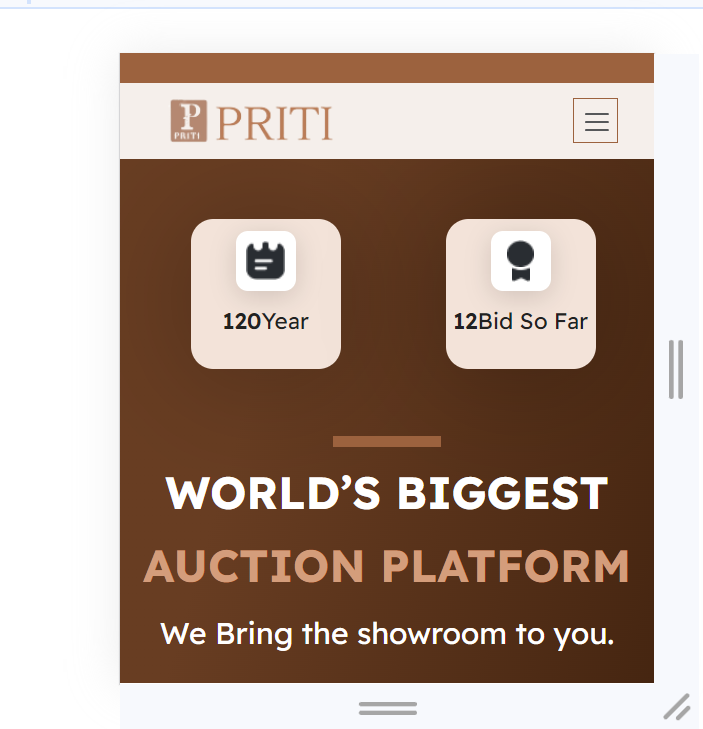 P
PRITI
PRITI
120Year
12Bid So Far
WORLD’S BIGGEST
AUCTION PLATFORM
We Bring the showroom to you.